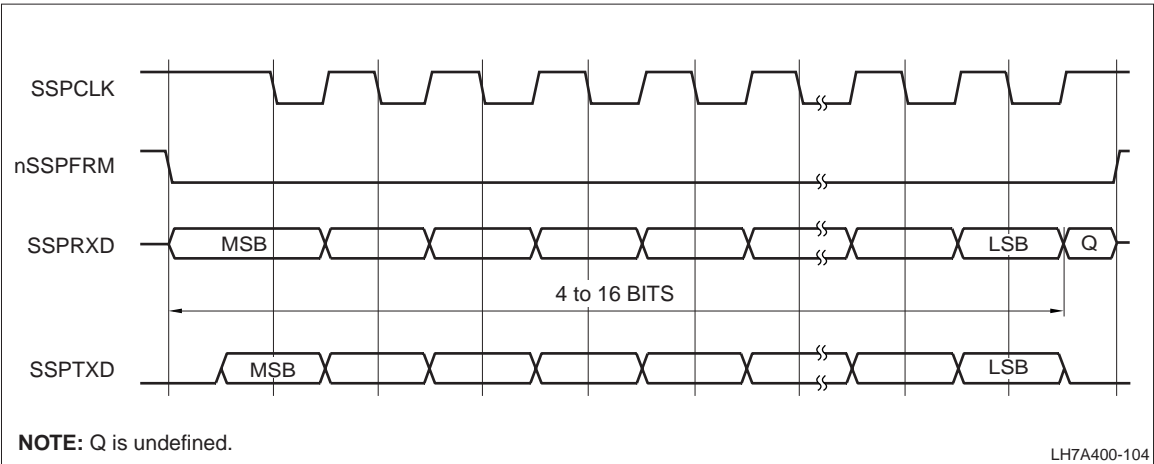 SSPCLK
nSSPFRM
SSPRXD
MSB
LSB
Q
4 to 16 BITS
SSPTXD
MSB
LSB
NOTE: Q is undefined.
LH7A400-104